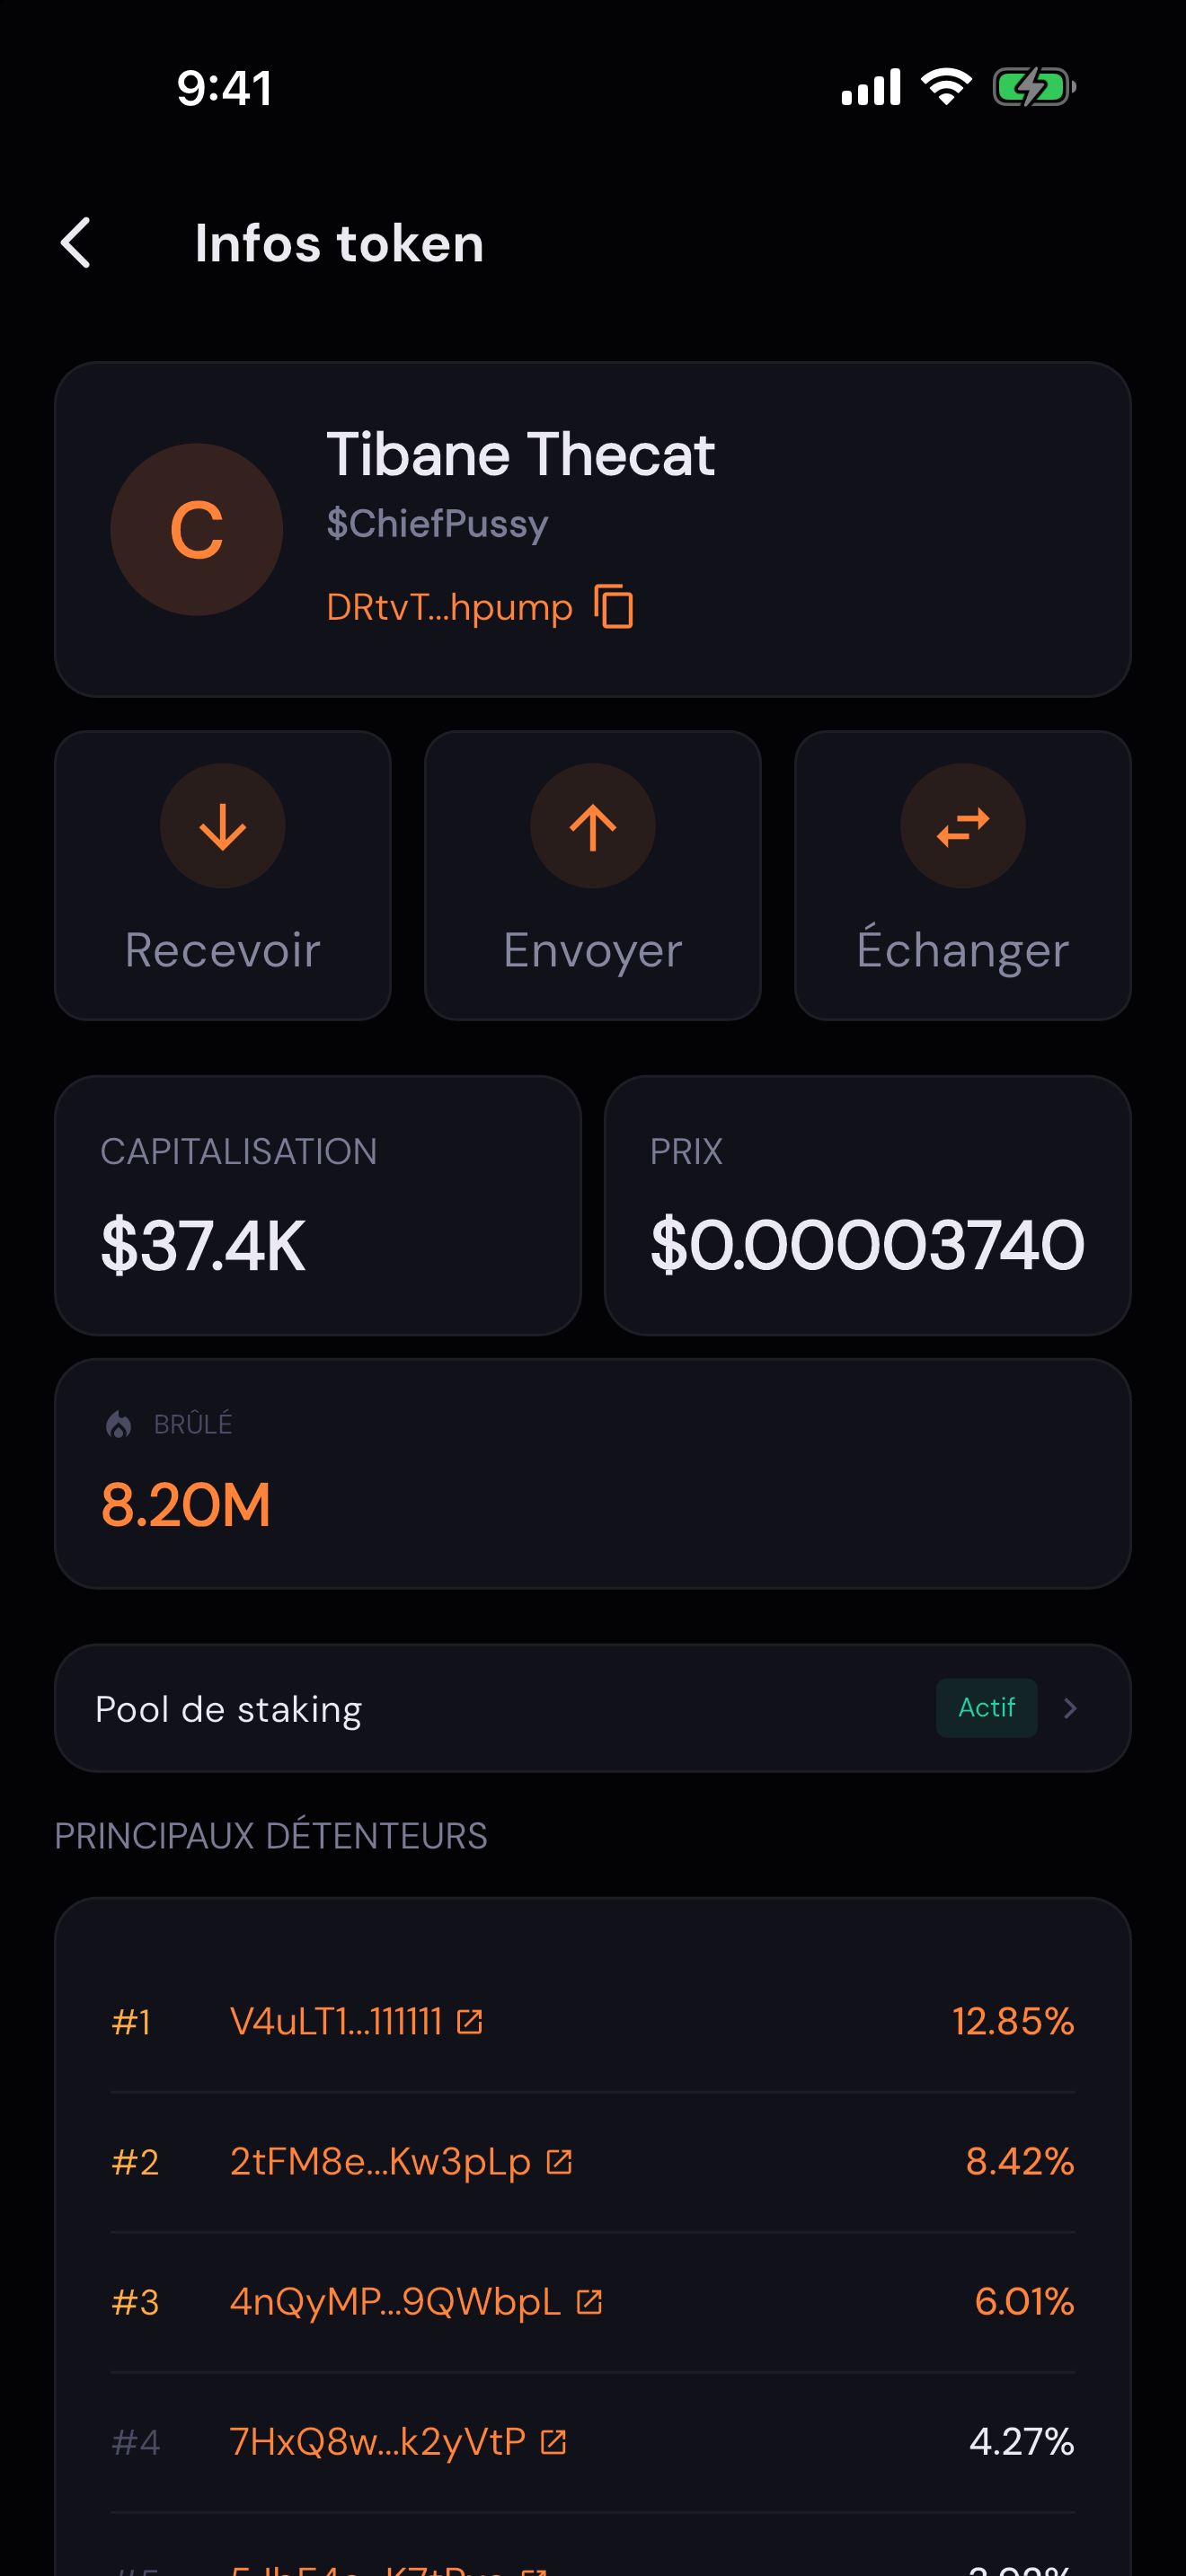 9:41
Infos token
C
Tibane Thecat
$ChiefPussy
DRtvT...hpump
Recevoir
Envoyer
Échanger
CAPITALISATION
$37.4K
PRIX
$0.00003740
BRÛLÉ
8.20M
Pool de staking
Actif
PRINCIPAUX DÉTENTEURS
#1 V4uLT1...111111 12.85%
#2 2tFM8e...Kw3pLp 8.42%
#3 4nQyMP...9QWbpL 6.01%
#4 7HxQ8w...k2yVtP 4.27%
#5